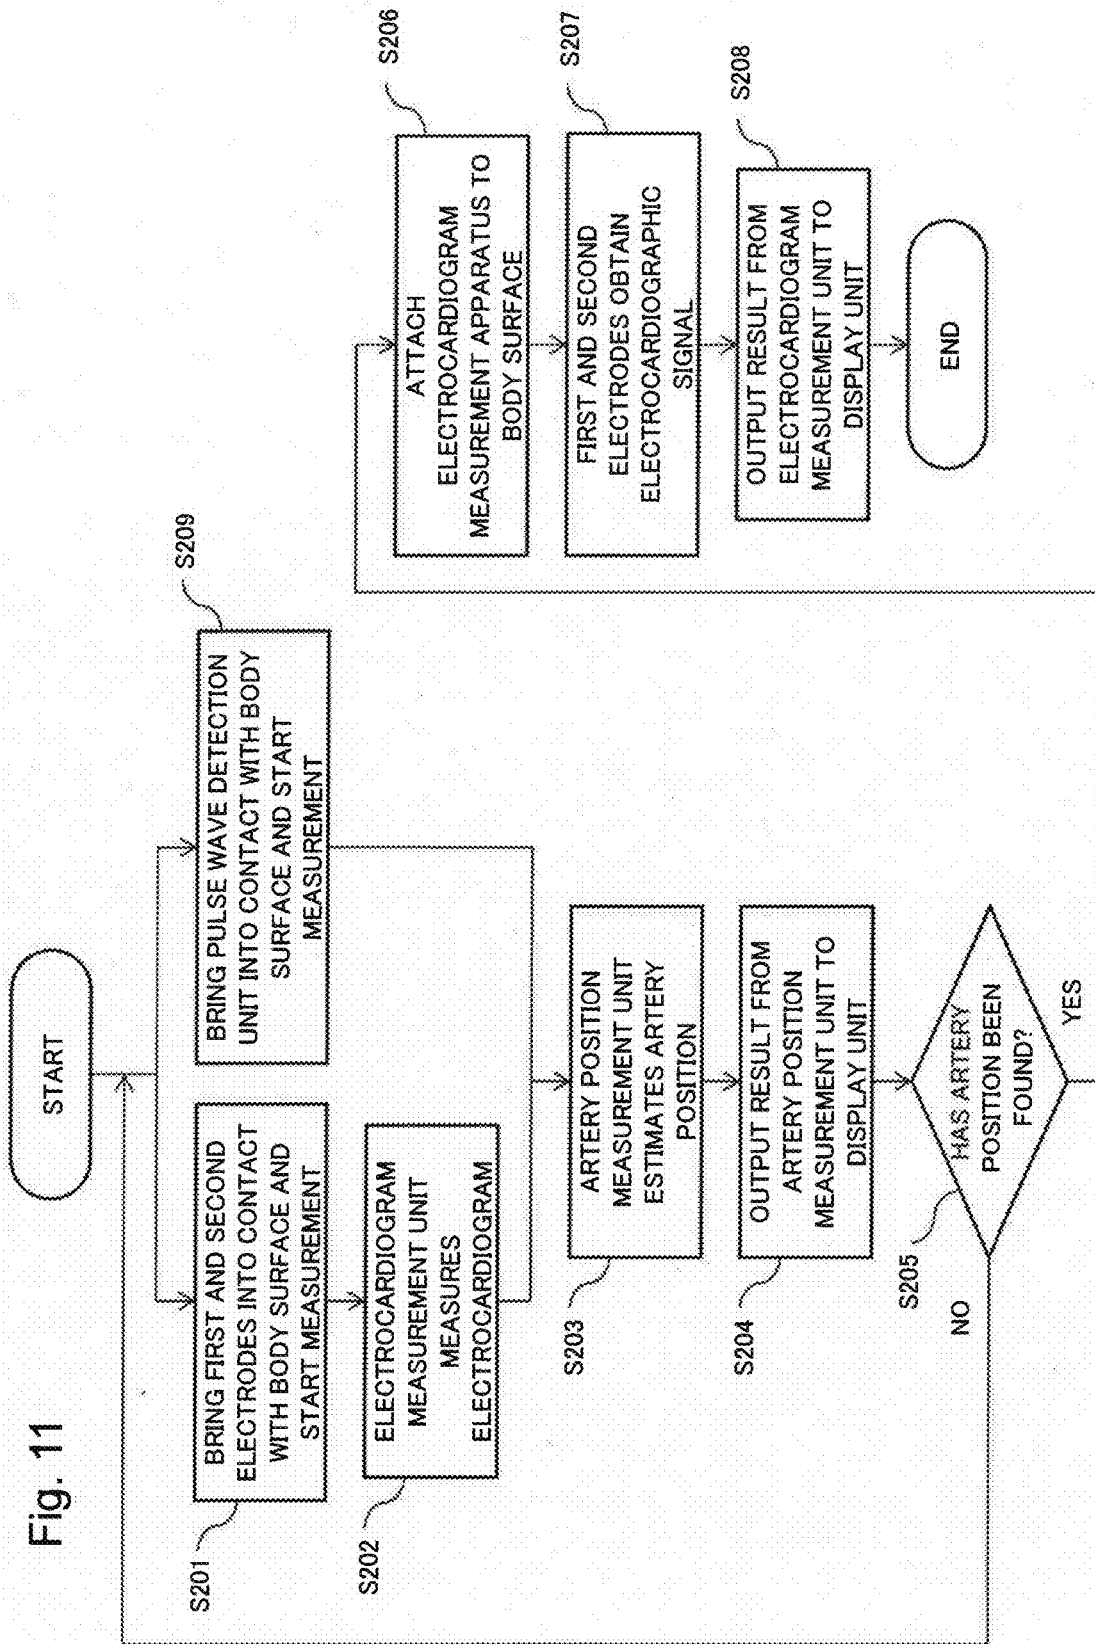 Fig. 11
START
S201
BRING FIRST AND SECOND
ELECTRODES INTO CONTACT
WITH BODY SURFACE AND
START MEASUREMENT
S209
BRING PULSE WAVE DETECTION
UNIT INTO CONTACT WITH BODY
SURFACE AND START
MEASUREMENT
S202
ELECTROCARDIOGRAM
MEASUREMENT UNIT
MEASURES
ELECTROCARDIOGRAM
S203
ARTERY POSITION
MEASUREMENT UNIT
ESTIMATES ARTERY
POSITION
S204
OUTPUT RESULT FROM
ARTERY POSITION
MEASUREMENT UNIT TO
DISPLAY UNIT
S205
HAS ARTERY
POSITION BEEN
FOUND?
NO
YES
S206
ATTACH
ELECTROCARDIOGRAM
MEASUREMENT APPARATUS TO
BODY SURFACE
S207
FIRST AND SECOND
ELECTRODES OBTAIN
ELECTROCARDIOGRAPHIC
SIGNAL
S208
OUTPUT RESULT FROM
ELECTROCARDIOGRAM
MEASUREMENT UNIT TO
DISPLAY UNIT
END